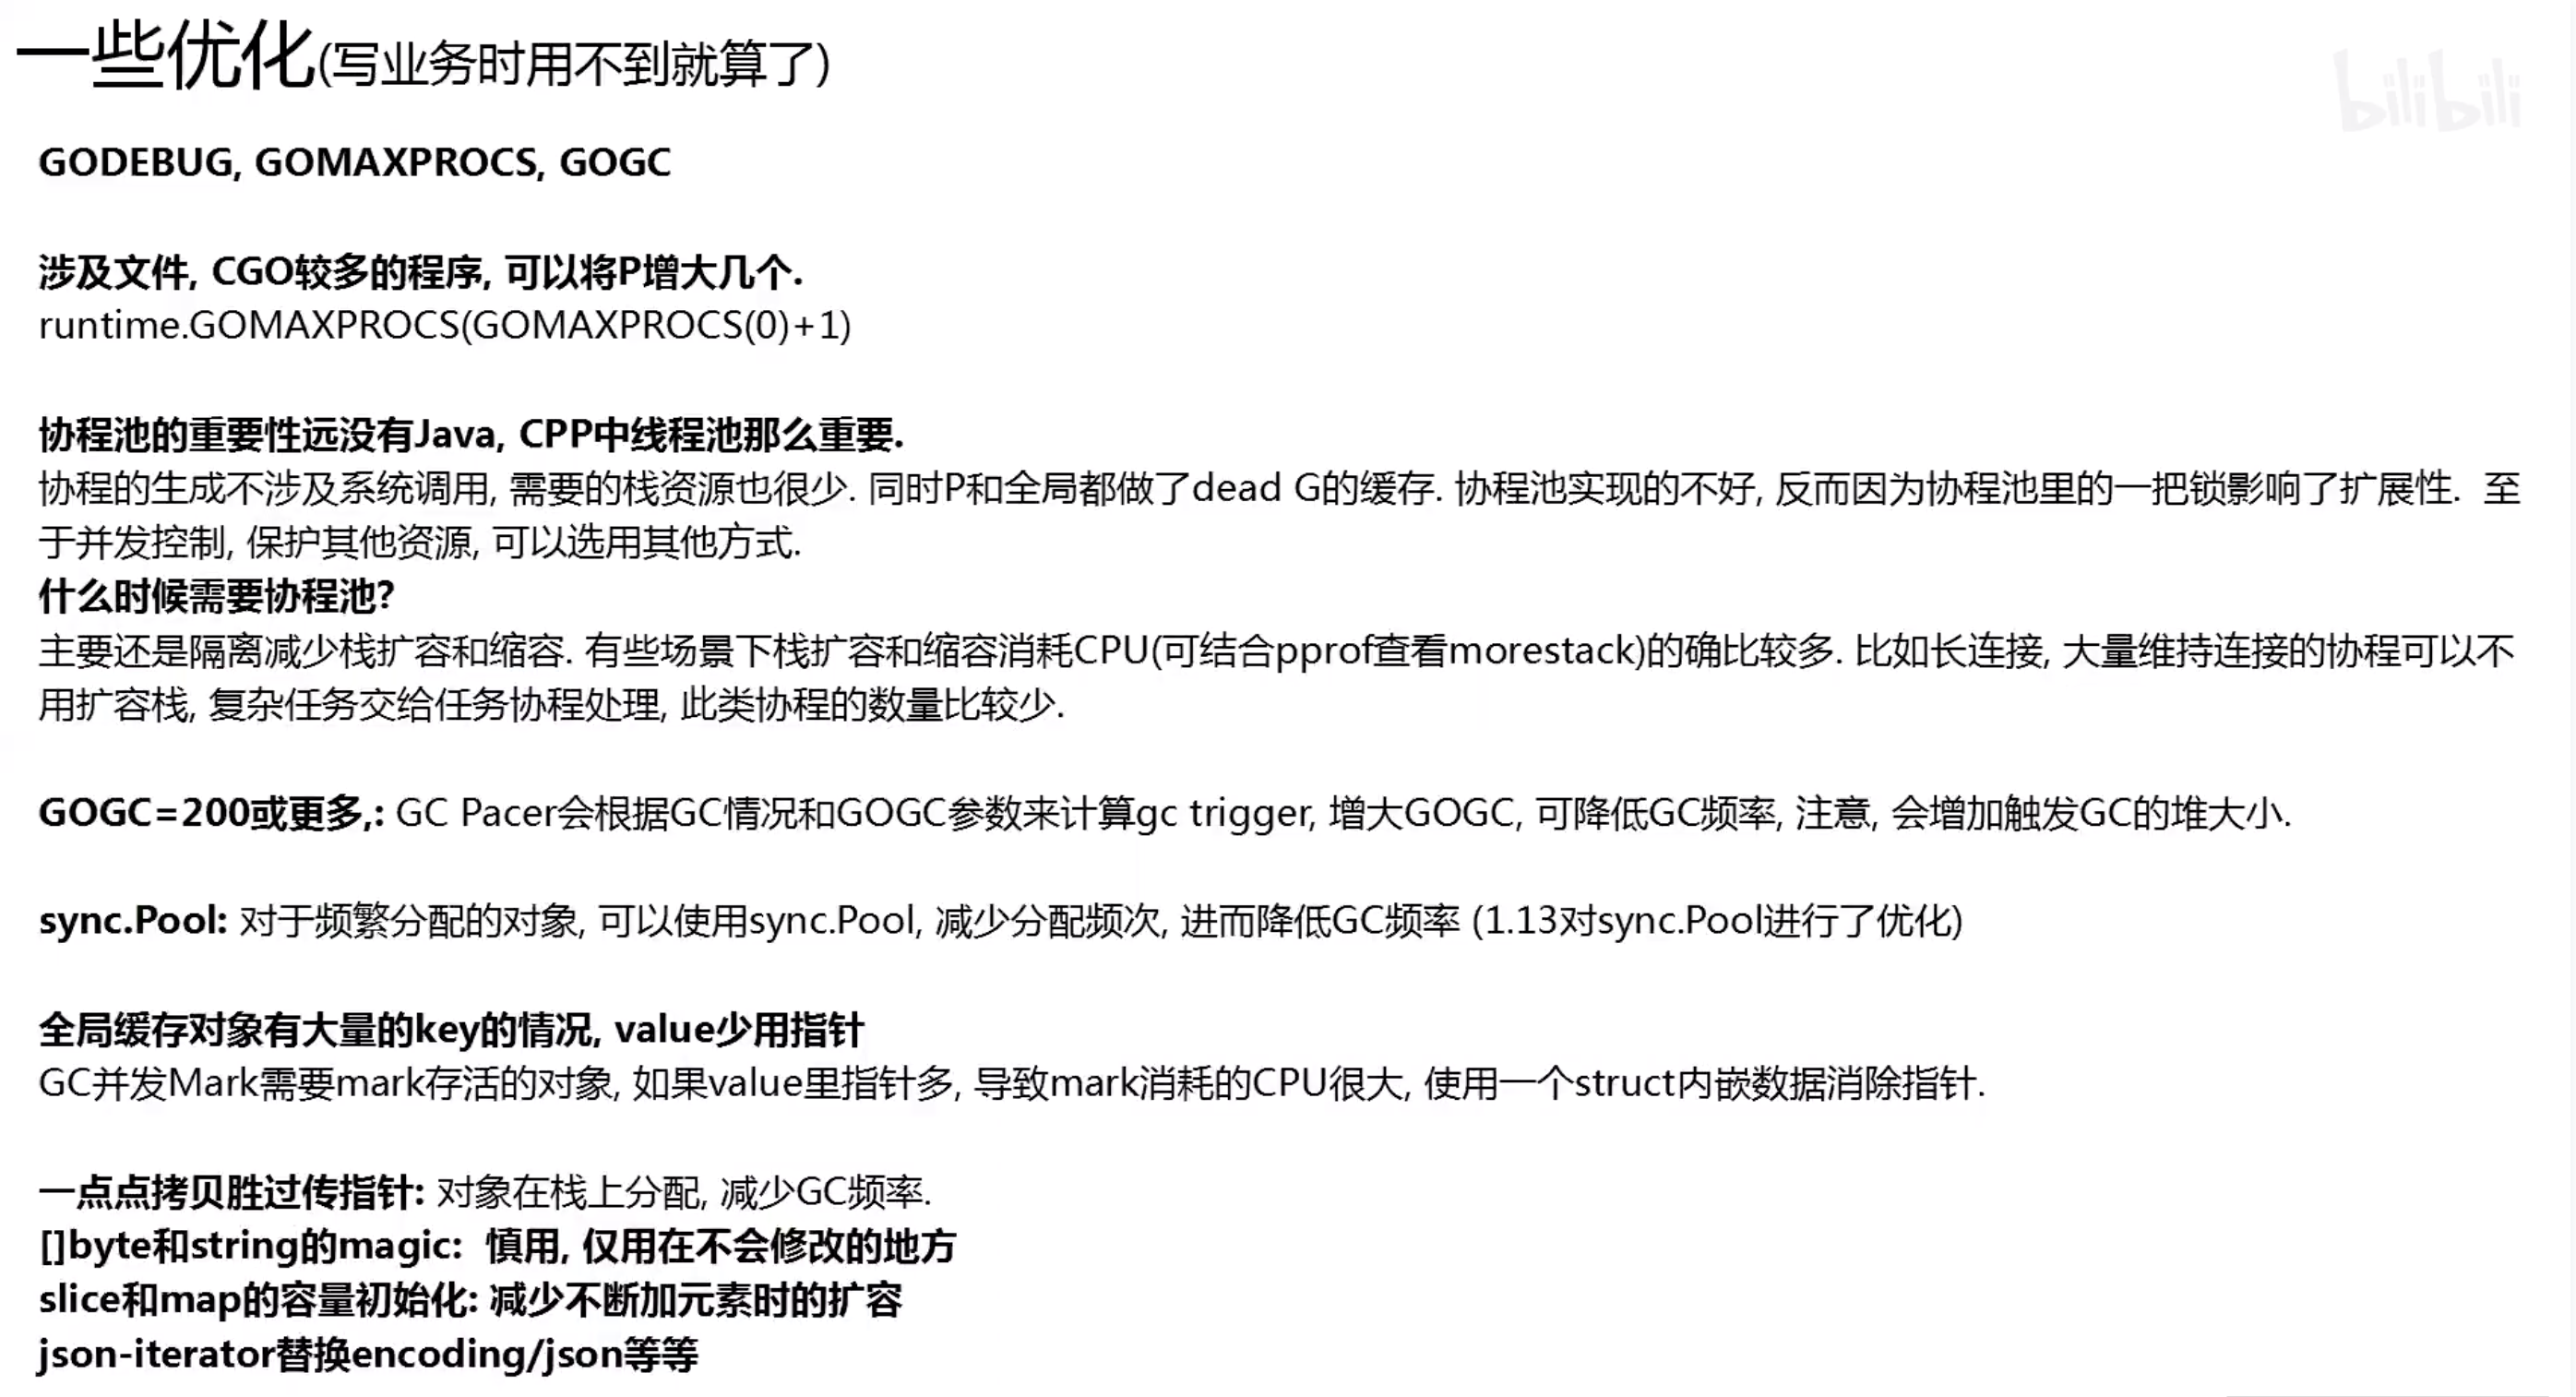 一些优化(写业务时用不到就算了)
bilibili
GODEBUG, GOMAXPROCS, GOGC
涉及文件, CGO较多的程序, 可以将P增大几个.
runtime.GOMAXPROCS(GOMAXPROCS(0)+1)
协程池的重要性远没有Java, CPP中线程池那么重要.
协程的生成不涉及系统调用, 需要的栈资源也很少. 同时P和全局都做了dead G的缓存. 协程池实现的不好, 反而因为协程池里的一把锁影响了扩展性. 至
于并发控制, 保护其他资源, 可以选用其他方式.
什么时候需要协程池?
主要还是隔离减少栈扩容和缩容. 有些场景下栈扩容和缩容消耗CPU(可结合pprof查看morestack)的确比较多. 比如长连接, 大量维持连接的协程可以不
用扩容栈, 复杂任务交给任务协程处理, 此类协程的数量比较少.
GOGC=200或更多,: GC Pacer会根据GC情况和GOGC参数来计算gc trigger, 增大GOGC, 可降低GC频率, 注意, 会增加触发GC的堆大小.
sync.Pool: 对于频繁分配的对象, 可以使用sync.Pool, 减少分配频次, 进而降低GC频率 (1.13对sync.Pool进行了优化)
全局缓存对象有大量的key的情况, value少用指针
GC并发Mark需要mark存活的对象, 如果value里指针多, 导致mark消耗的CPU很大, 使用一个struct内嵌数据消除指针.
一点点拷贝胜过传指针: 对象在栈上分配, 减少GC频率.
[]byte和string的magic: 慎用, 仅用在不会修改的地方
slice和map的容量初始化: 减少不断加元素时的扩容
json-iterator替换encoding/json等等